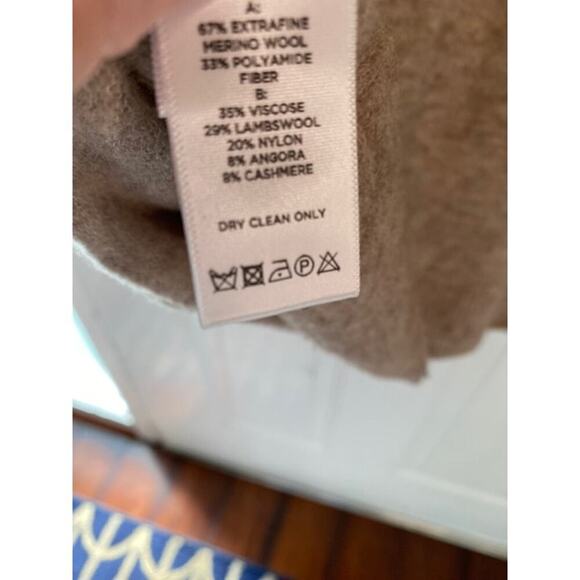 A:
67% EXTRAFINE
MERINO WOOL
33% POLYAMIDE
FIBER
B:
35% VISCOSE
29% LAMBSWOOL
20% NYLON
8% ANGORA
8% CASHMERE
DRY CLEAN ONLY
P